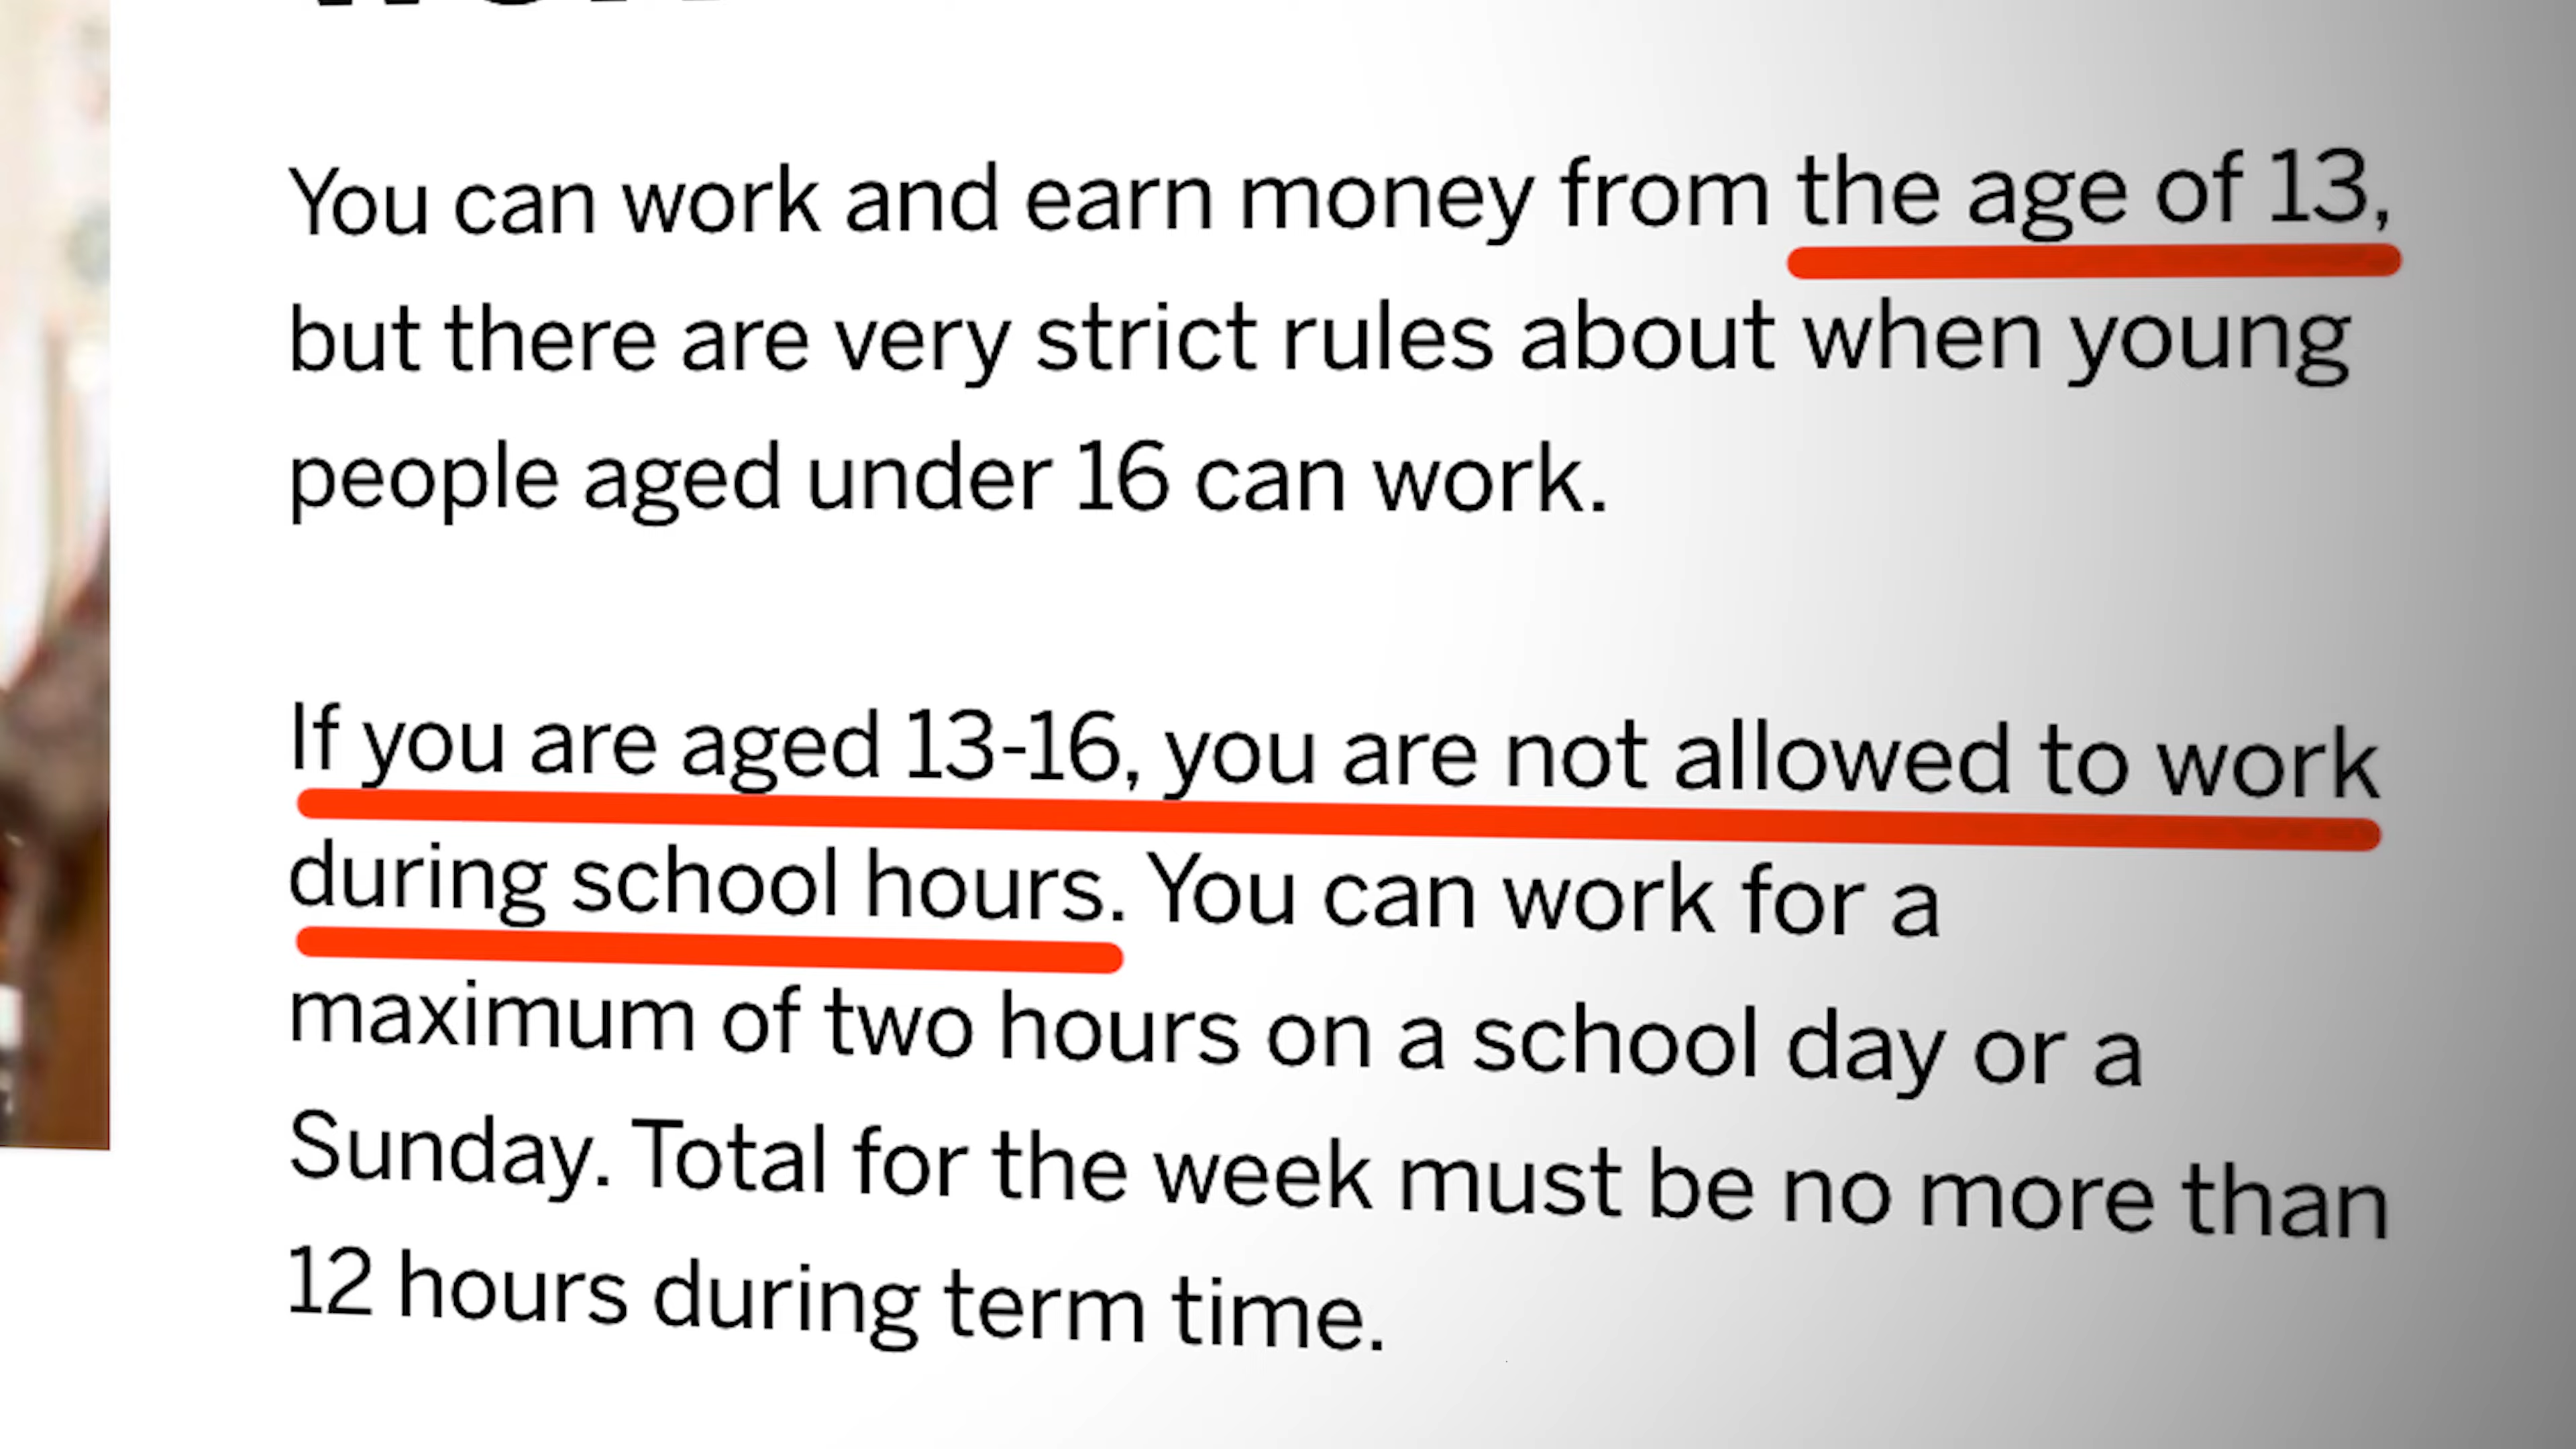 You can work and earn money from the age of 13,
but there are very strict rules about when young
people aged under 16 can work.
If you are aged 13-16, you are not allowed to work
during school hours. You can work for a
maximum of two hours on a school day or a
Sunday. Total for the week must be no more than
12 hours during term time.